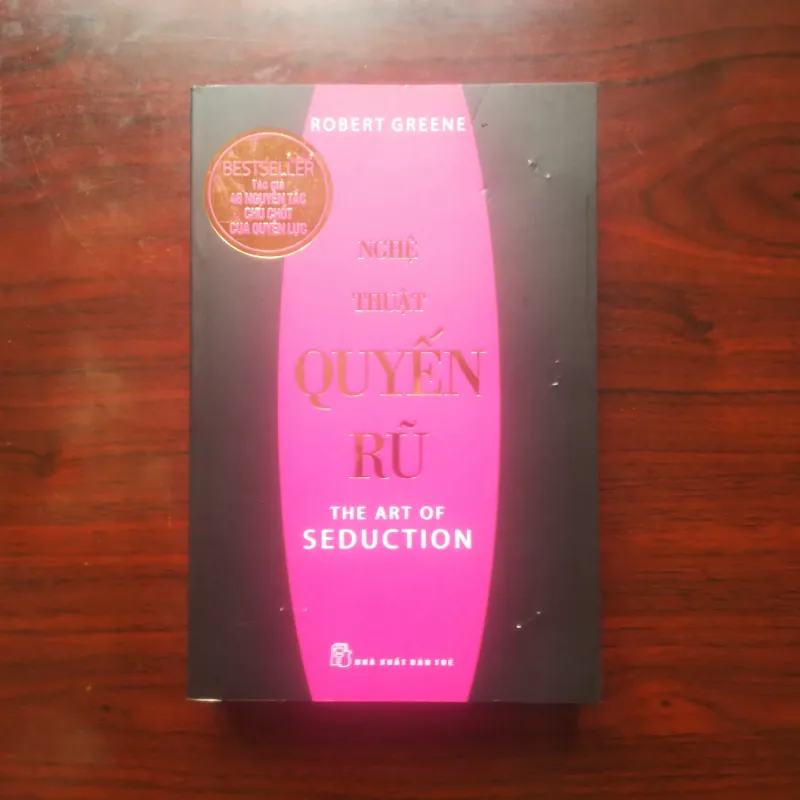 ROBERT GREENE
BESTSELLER
Tác giả
48 NGUYÊN TẮC
CHỦ CHỐT
CỦA QUYỀN LỰC
NGHỆ
THUẬT
QUYẾN
RŨ
THE ART OF
SEDUCTION
NHÀ XUẤT BẢN TRẺ